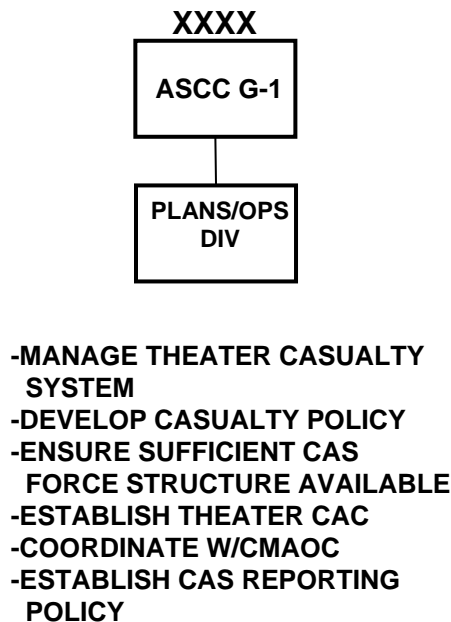 XXXX
ASCC G-1
PLANS/OPS
DIV
-MANAGE THEATER CASUALTY
SYSTEM
-DEVELOP CASUALTY POLICY
-ENSURE SUFFICIENT CAS
FORCE STRUCTURE AVAILABLE
-ESTABLISH THEATER CAC
-COORDINATE W/CMAOC
-ESTABLISH CAS REPORTING
POLICY